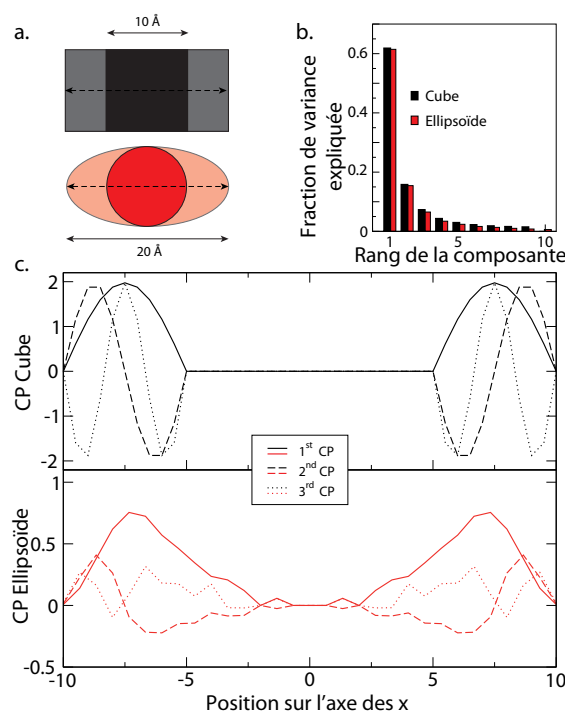 a.
10 Å
20 Å
b.
Fraction de variance
expliquée
0.6
0.4
0.2
0
Cube
Ellipsoïde
1 5 10
Rang de la composante
c.
CP Cube
2
1
0
-1
-2
1st CP
2nd CP
3rd CP
CP Ellipsoïde
1
0.5
0
-0.5
-10 -5 0 5 10
Position sur l'axe des x